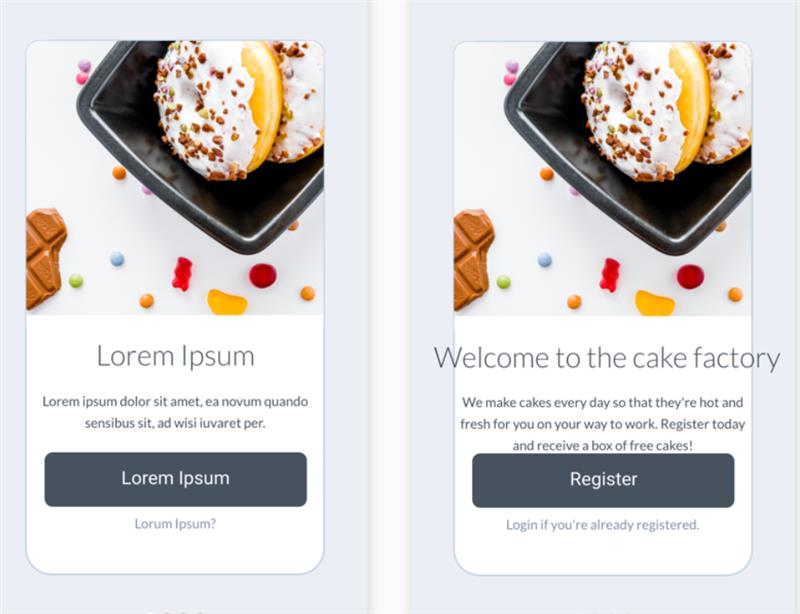 Lorem Ipsum
Lorem ipsum dolor sit amet, ea novum quando
sensibus sit, ad wisi iuvaret per.
Lorem Ipsum
Lorum Ipsum?
Welcome to the cake factory
We make cakes every day so that they're hot and
fresh for you on your way to work. Register today
and receive a box of free cakes!
Register
Login if you're already registered.